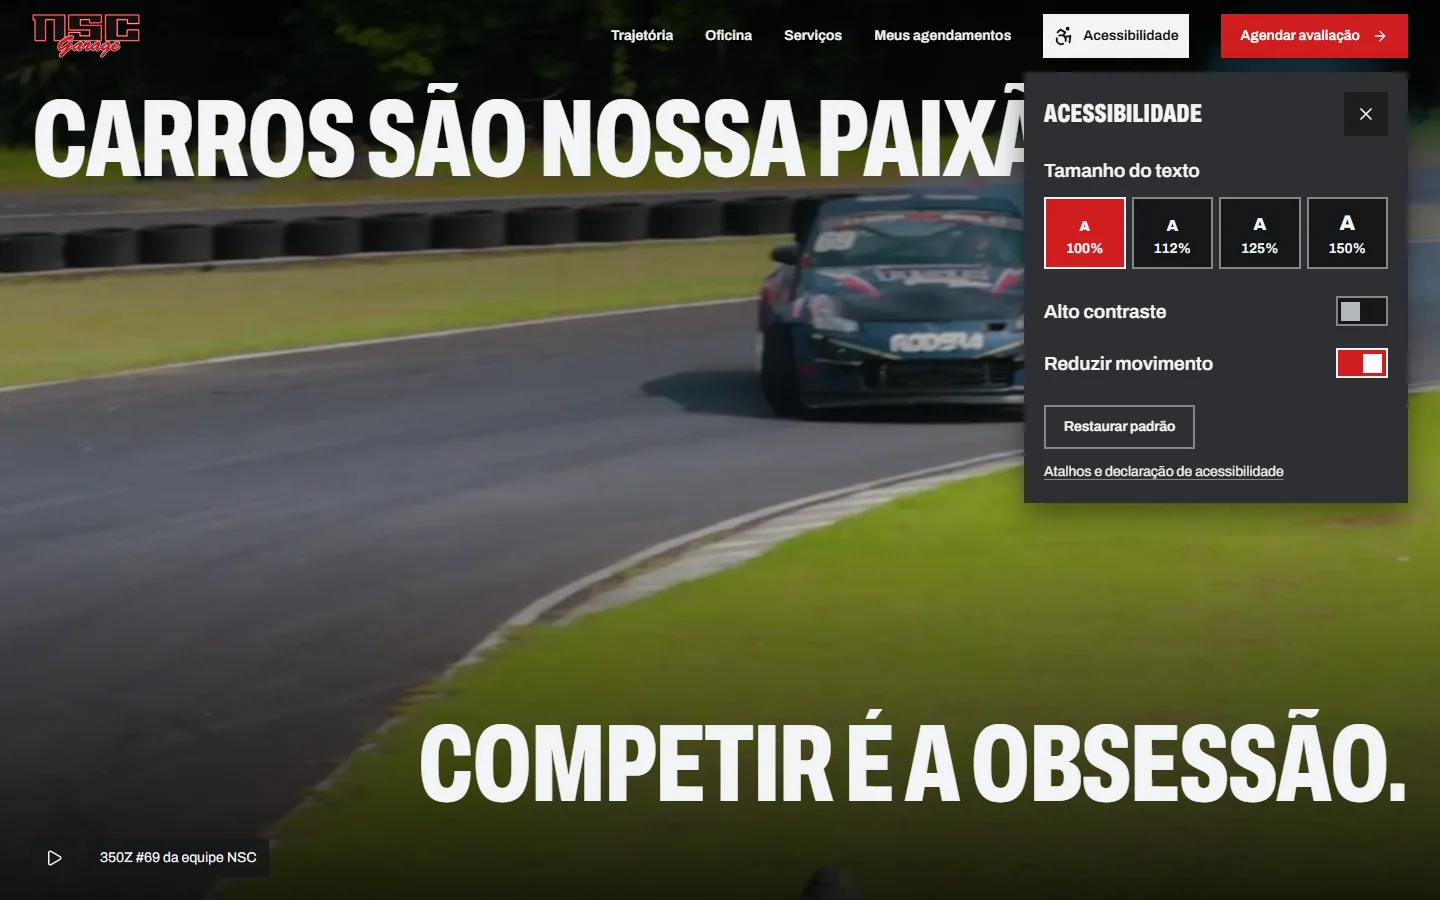 NSC
Garage
Trajetória
Oficina
Serviços
Meus agendamentos
Acessibilidade
Agendar avaliação
CARROS SÃO NOSSA PAIXÃ
ACESSIBILIDADE
Tamanho do texto
A
100%
A
112%
A
125%
A
150%
Alto contraste
Reduzir movimento
Restaurar padrão
Atalhos e declaração de acessibilidade
69
COMPETIR É A OBSESSÃO.
350Z #69 da equipe NSC